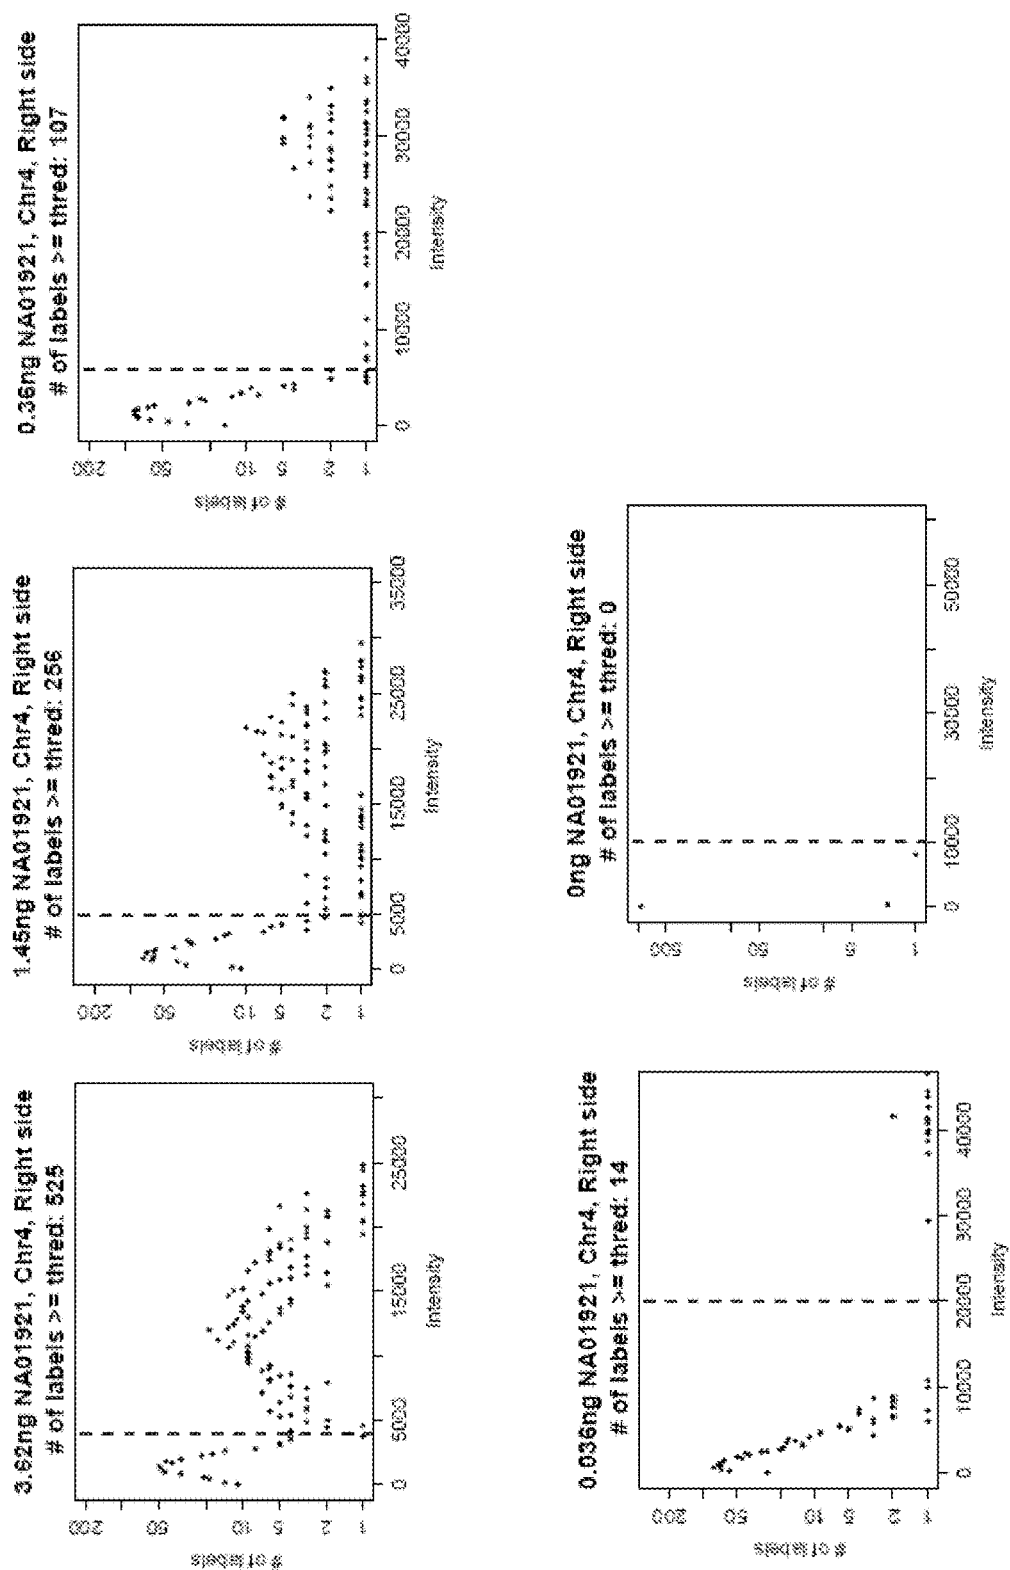 3.62ng NA01921, Chr4, Right side
# of labels >= thred: 525
# of labels
200
50
10
5
2
1
0
5000
15000
25000
Intensity
1.45ng NA01921, Chr4, Right side
# of labels >= thred: 256
# of labels
200
50
10
5
2
1
0
5000
15000
25000
35000
Intensity
0.36ng NA01921, Chr4, Right side
# of labels >= thred: 107
# of labels
200
50
10
5
2
1
0
10000
20000
30000
40000
Intensity
0.036ng NA01921, Chr4, Right side
# of labels >= thred: 14
# of labels
200
50
10
5
2
1
0
10000
20000
30000
40000
Intensity
0ng NA01921, Chr4, Right side
# of labels >= thred: 0
# of labels
500
50
5
1
0
10000
30000
50000
Intensity